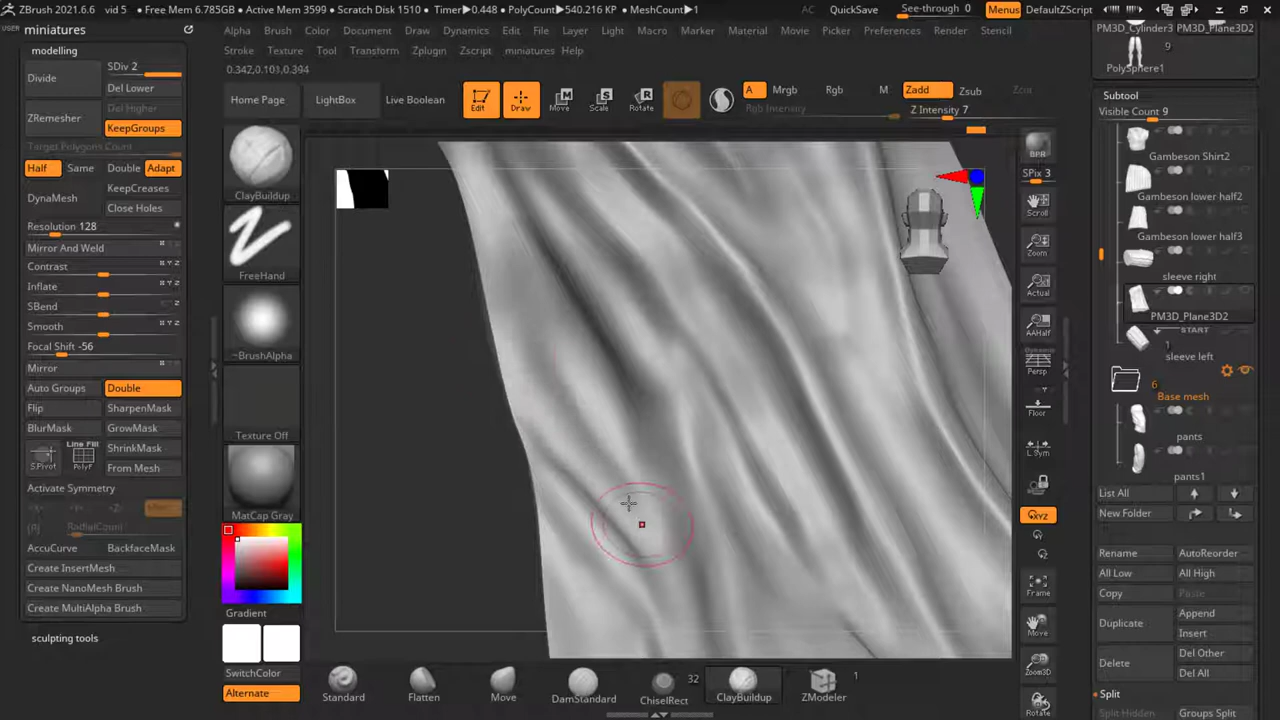 ZBrush 2021.6.6 vid 5 • Free Mem 6.785GB • Active Mem 3599 • Scratch Disk 1510 • Timer▶0.448 • PolyCount▶540.216 KP • MeshCount▶1 AC QuickSave See-through 0 Menus DefaultZScript
USER miniatures
Alpha Brush Color Document Draw Dynamics Edit File Layer Light Macro Marker Material Movie Picker Preferences Render Stencil
Stroke Texture Tool Transform Zplugin Zscript miniatures Help
0.342,0.103,0.394
modelling
Divide
SDiv 2
Del Lower
Del Higher
ZRemesher
KeepGroups
Target Polygons Count
Half Same Double Adapt
DynaMesh
KeepCreases
Close Holes
Resolution 128
Mirror And Weld
Contrast
Inflate
SBend
Smooth
Focal Shift -56
Mirror
Auto Groups Double
Flip SharpenMask
BlurMask GrowMask
S.Pivot
Line Fill
PolyF
ShrinkMask
From Mesh
Activate Symmetry
(R) RadialCount
AccuCurve BackfaceMask
Create InsertMesh
Create NanoMesh Brush
Create MultiAlpha Brush
sculpting tools
Home Page LightBox Live Boolean
Edit Draw Move Scale Rotate
A Mrgb Rgb M Zadd Zsub Zcut
Rgb Intensity Z Intensity 7
ClayBuildup
FreeHand
~BrushAlpha
Texture Off
MatCap Gray
Gradient
SwitchColor
Alternate
Standard Flatten Move DamStandard ChiselRect 32 ClayBuildup ZModeler 1
BPR
SPix 3
Scroll
Zoom
Actual
AAHalf
Dynamic
Persp
Floor
L.Sym
XYZ
Frame
Move
Zoom3D
Rotate
PM3D_Cylinder3 PM3D_Plane3D2
9
PolySphere1
Subtool
Visible Count 9
Gambeson Shirt2
Gambeson lower half2
Gambeson lower half3
sleeve right
PM3D_Plane3D2
START
1
sleeve left
6
Base mesh
pants
pants1
List All
New Folder
Rename AutoReorder
All Low All High
Copy Paste
Duplicate
Append
Insert
Delete
Del Other
Del All
Split
Split Hidden Groups Split